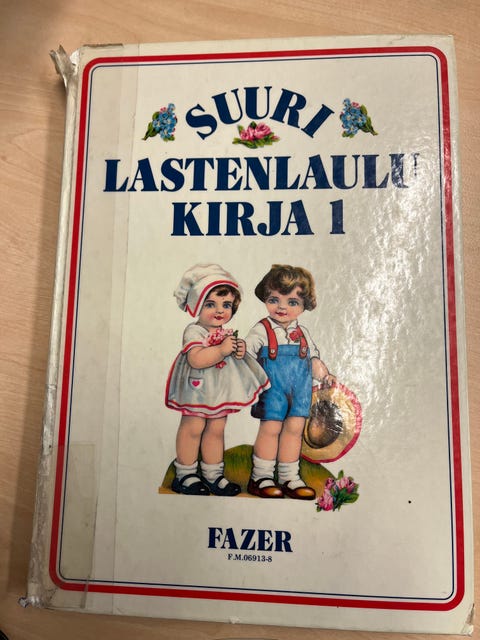 SUURI
LASTENLAULU
KIRJA 1
FAZER
F.M.06913-8